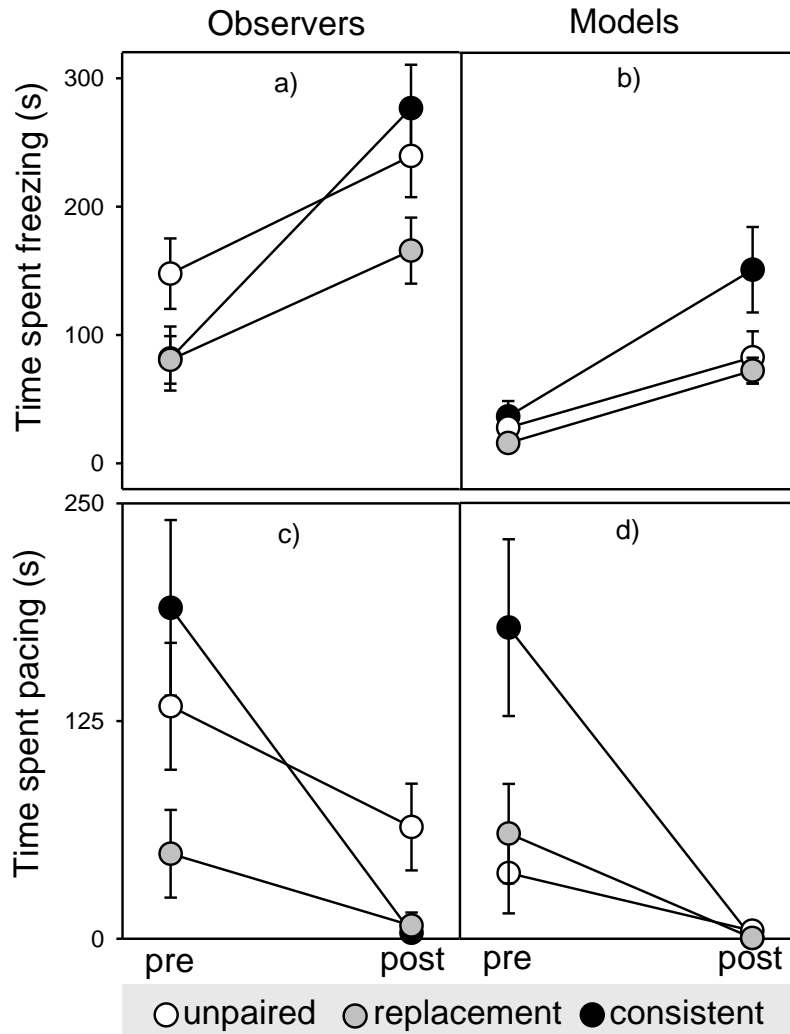 Observers Models
Time spent freezing (s)
300
200
100
0
a) b)
Time spent pacing (s)
250
125
0
c) d)
pre post pre post
unpaired replacement consistent